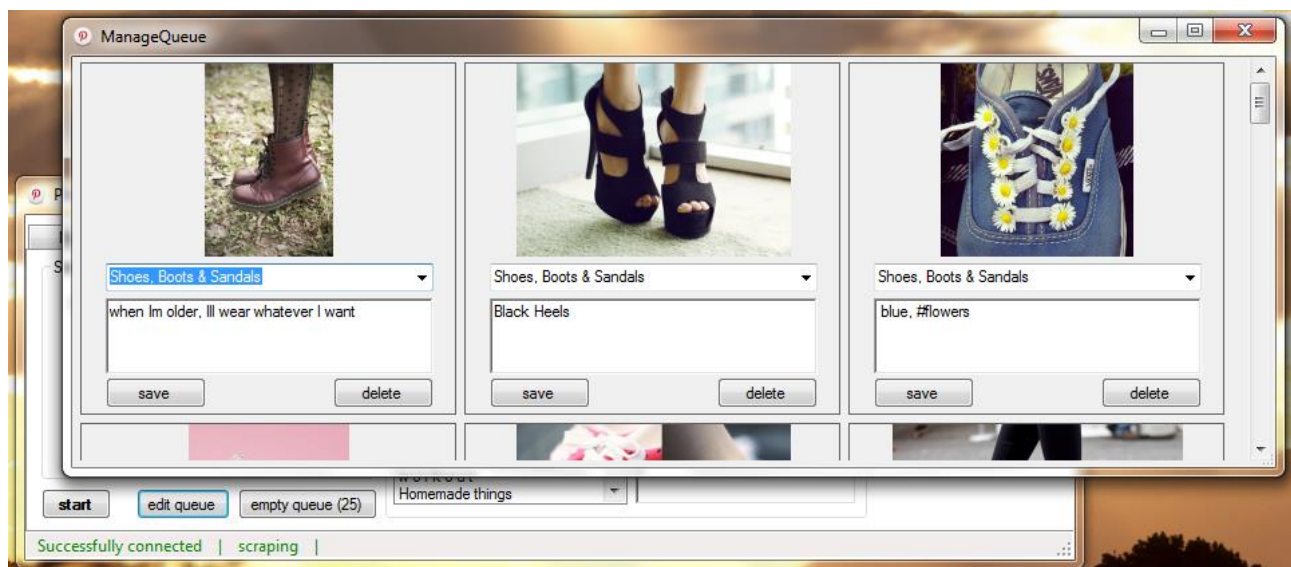 ManageQueue
Shoes, Boots & Sandals
when Im older, Ill wear whatever I want
save
delete
Shoes, Boots & Sandals
Black Heels
save
delete
Shoes, Boots & Sandals
blue, #flowers
save
delete
Homemade things
start
edit queue
empty queue (25)
Successfully connected | scraping |